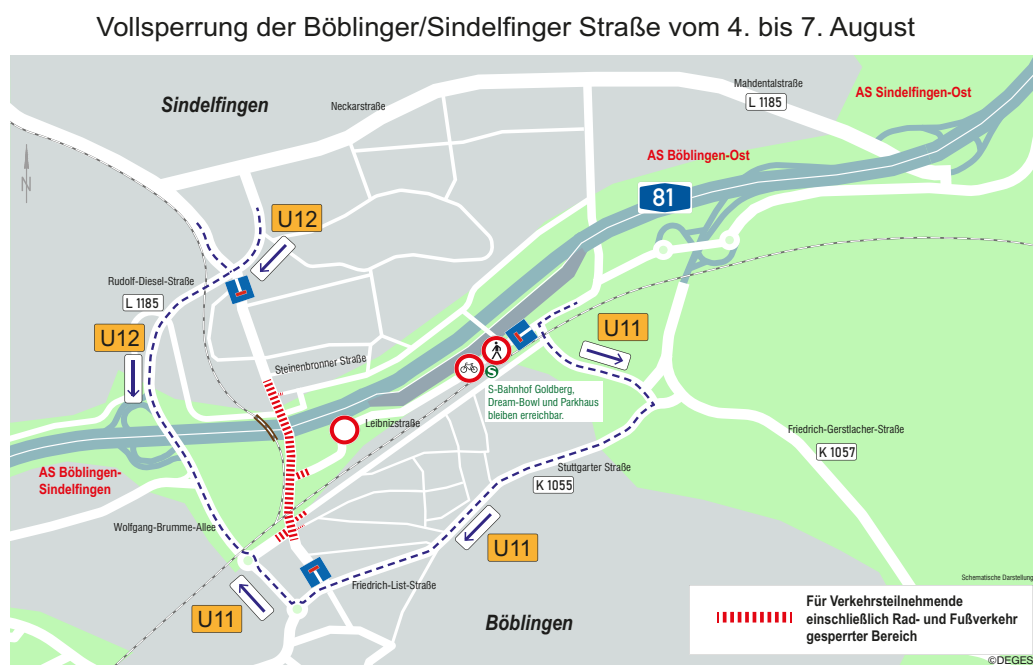 Vollsperrung der Böblinger/Sindelfinger Straße vom 4. bis 7. August
Sindelfingen
Neckarstraße
Mahdentalstraße
L 1185
AS Sindelfingen-Ost
AS Böblingen-Ost
N
81
U12
Rudolf-Diesel-Straße
L 1185
U12
U11
Steinenbronner Straße
S
S-Bahnhof Goldberg,
Dream-Bowl und Parkhaus
bleiben erreichbar.
Leibnizstraße
Friedrich-Gerstlacher-Straße
K 1057
AS Böblingen-
Sindelfingen
Stuttgarter Straße
K 1055
Wolfgang-Brumme-Allee
U11
Friedrich-List-Straße
U11
Böblingen
Schematische Darstellung
Für Verkehrsteilnehmende
einschließlich Rad- und Fußverkehr
gesperrter Bereich
©DEGES